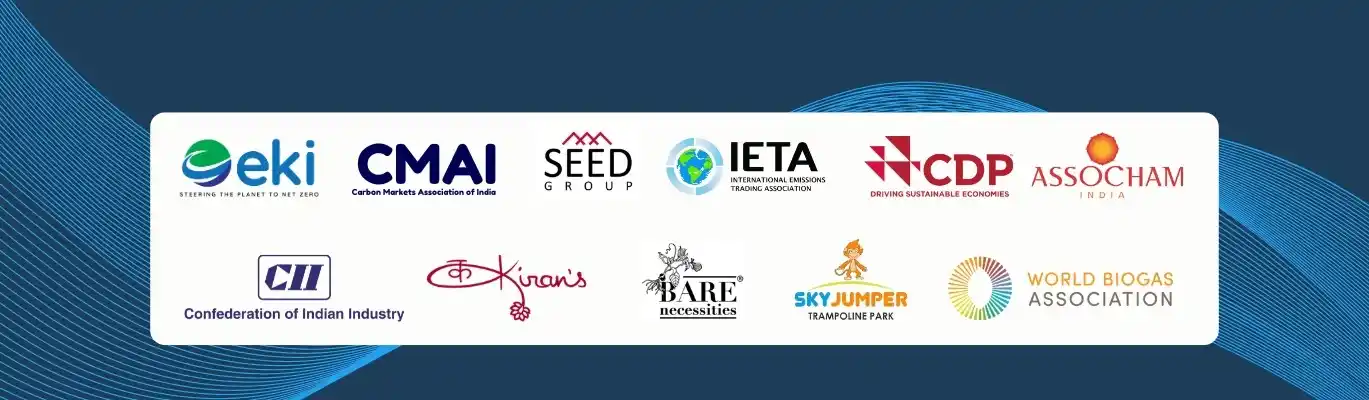 eki
STEERING THE PLANET TO NET ZERO
CMAI
Carbon Markets Association of India
SEED
GROUP
IETA
INTERNATIONAL EMISSIONS
TRADING ASSOCIATION
CDP
DRIVING SUSTAINABLE ECONOMIES
ASSOCHAM
INDIA
CII
Confederation of Indian Industry
कि Kiran's
BARE®
necessities
SKYJUMPER
TRAMPOLINE PARK
WORLD BIOGAS
ASSOCIATION